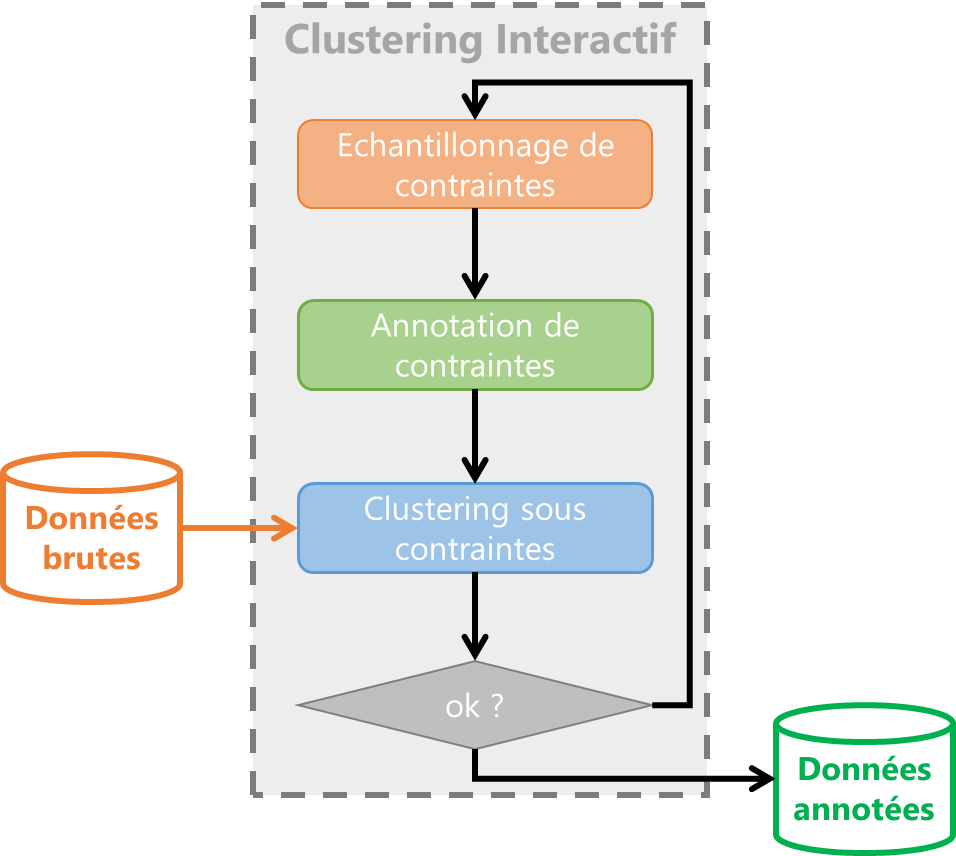 Clustering Interactif
Echantillonnage de
contraintes
Annotation de
contraintes
Clustering sous
contraintes
Données
brutes
ok ?
Données
annotées